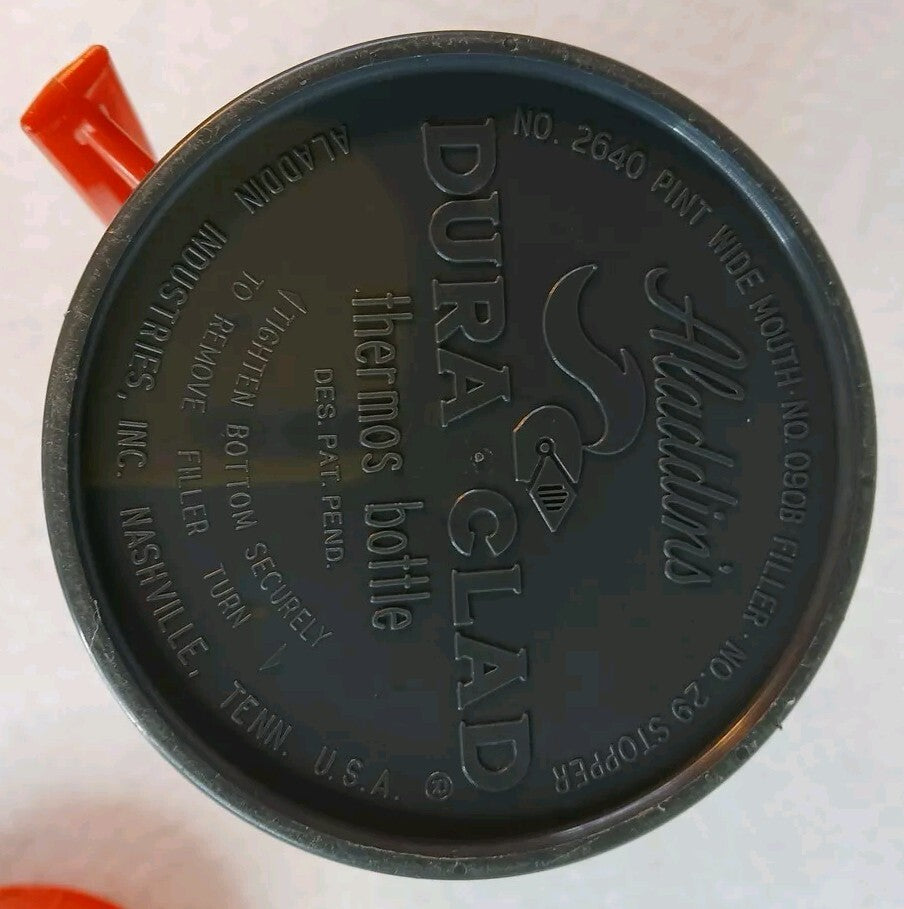 NO. 2640 PINT WIDE MOUTH · NO. 0908 FILLER · NO. 29 STOPPER
Aladdin's
DURA · CLAD ®
thermos bottle
DES. PAT. PEND.
TIGHTEN BOTTOM SECURELY
TO REMOVE FILLER TURN
ALADDIN INDUSTRIES, INC. NASHVILLE, TENN. U.S.A.